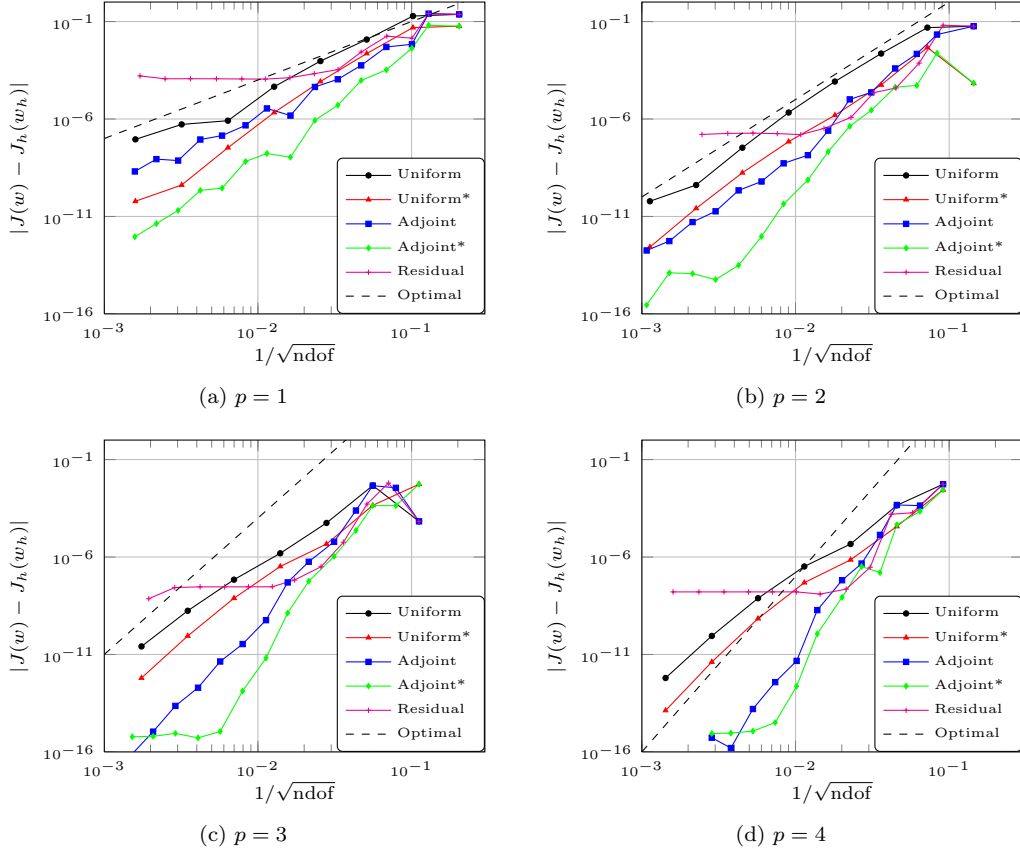 10^{-1}
10^{-6}
10^{-11}
10^{-16}
10^{-3}
10^{-2}
10^{-1}
|J(w) − J_h(w_h)|
1/√ndof
Uniform
Uniform*
Adjoint
Adjoint*
Residual
Optimal
(a) p = 1
10^{-1}
10^{-6}
10^{-11}
10^{-16}
10^{-3}
10^{-2}
10^{-1}
|J(w) − J_h(w_h)|
1/√ndof
Uniform
Uniform*
Adjoint
Adjoint*
Residual
Optimal
(b) p = 2
10^{-1}
10^{-6}
10^{-11}
10^{-16}
10^{-3}
10^{-2}
10^{-1}
|J(w) − J_h(w_h)|
1/√ndof
Uniform
Uniform*
Adjoint
Adjoint*
Residual
Optimal
(c) p = 3
10^{-1}
10^{-6}
10^{-11}
10^{-16}
10^{-3}
10^{-2}
10^{-1}
|J(w) − J_h(w_h)|
1/√ndof
Uniform
Uniform*
Adjoint
Adjoint*
Residual
Optimal
(d) p = 4